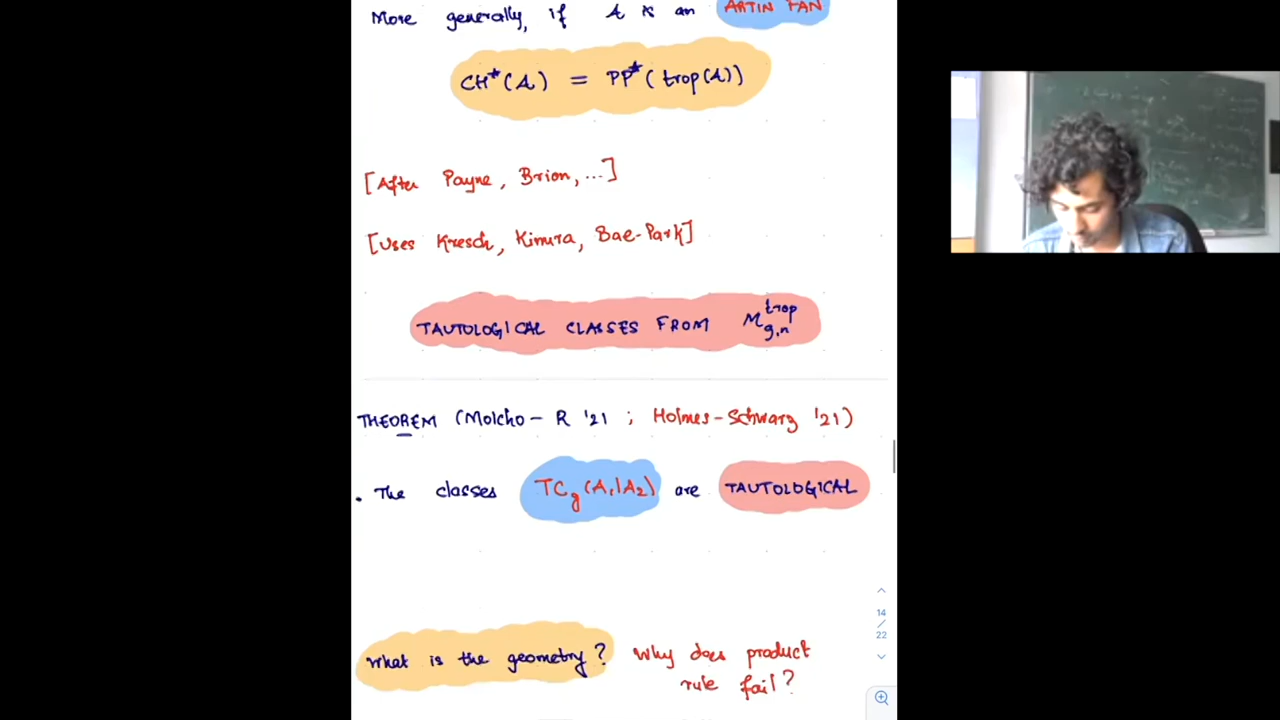 More generally, if A is an ARTIN FAN
CH*(A) = PP*(trop(A))
[After Payne, Brion, ...]
[Uses Kresch, Kimura, Bae-Park]
TAUTOLOGICAL CLASSES FROM M_{g,n}^{trop}
THEOREM (Molcho - R '21 ; Holmes-Schwarz '21)
. The classes TC_g(A_1|A_2) are TAUTOLOGICAL
What is the geometry? Why does product
rule fail?
14
/
22